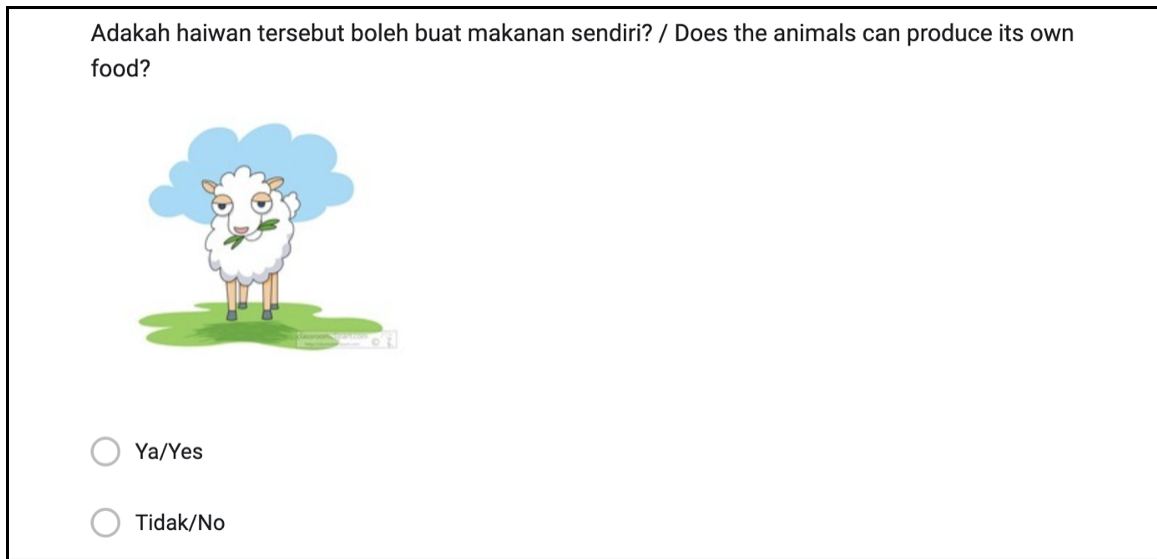 Adakah haiwan tersebut boleh buat makanan sendiri? / Does the animals can produce its own
food?
Ya/Yes
Tidak/No